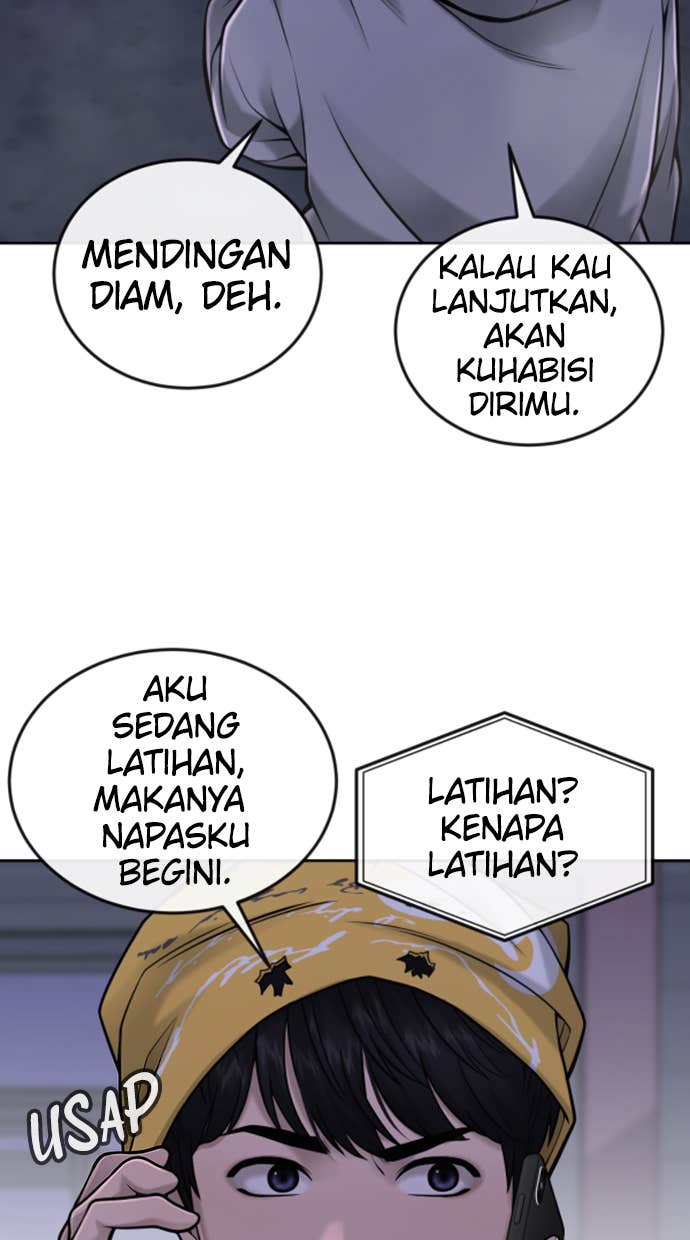 MENDINGAN
DIAM, DEH.
KALAU KAU
LANJUTKAN,
AKAN
KUHABISI
DIRIMU.
AKU
SEDANG
LATIHAN,
MAKANYA
NAPASKU
BEGINI.
LATIHAN?
KENAPA
LATIHAN?
USAP